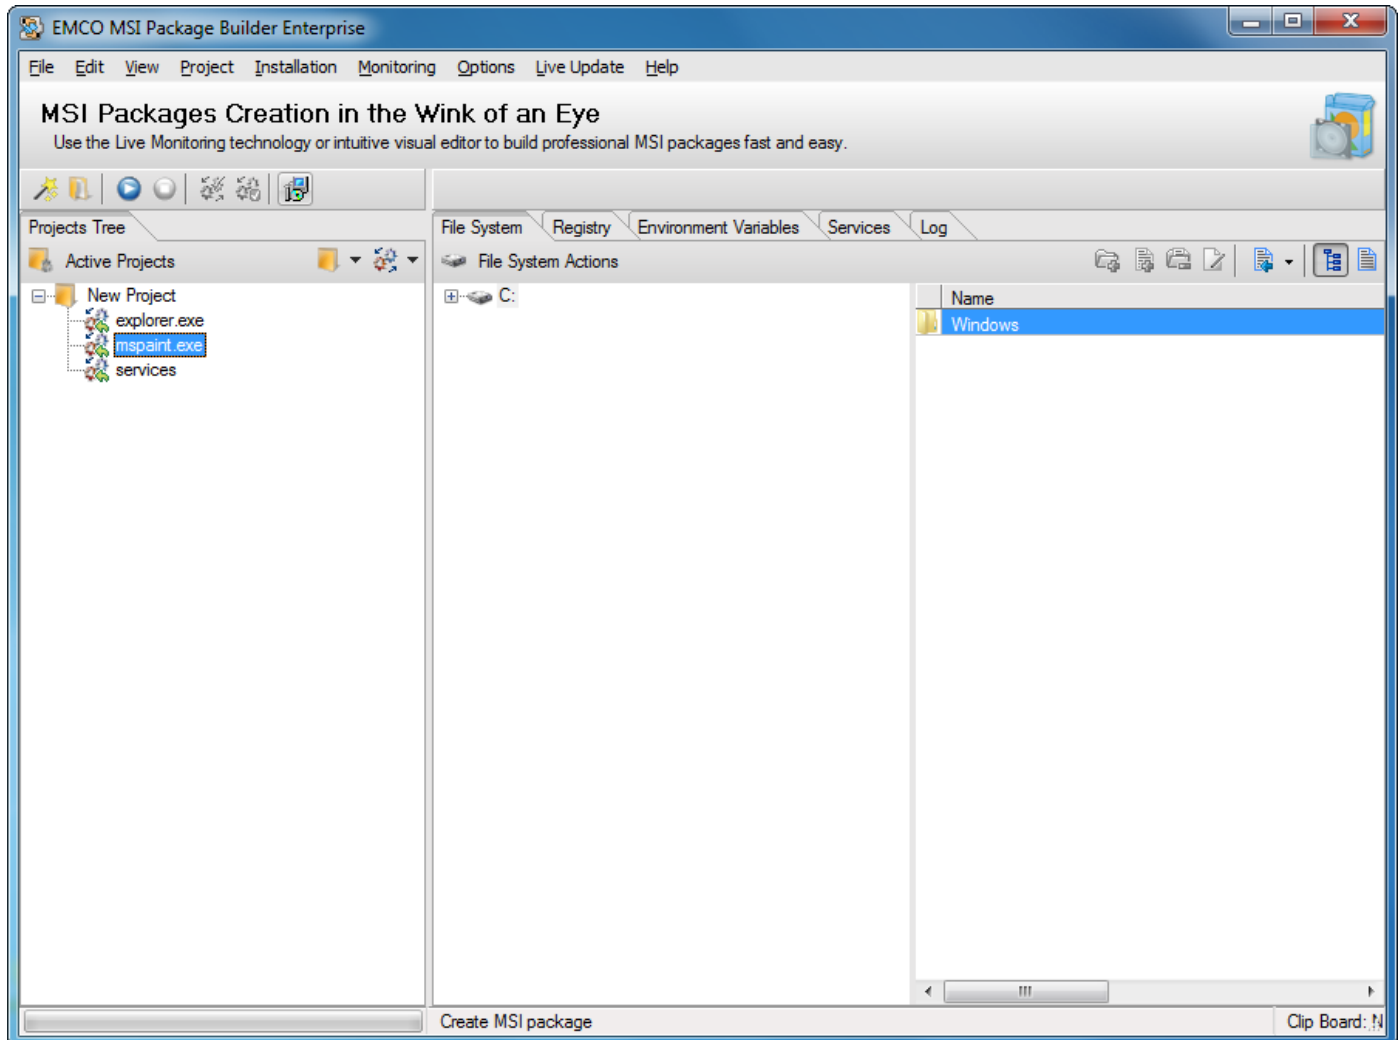 EMCO MSI Package Builder Enterprise
File Edit View Project Installation Monitoring Options Live Update Help
MSI Packages Creation in the Wink of an Eye
Use the Live Monitoring technology or intuitive visual editor to build professional MSI packages fast and easy.
Projects Tree
File System Registry Environment Variables Services Log
Active Projects
File System Actions
New Project
explorer.exe
mspaint.exe
services
C:
Name
Windows
Create MSI package
Clip Board: N